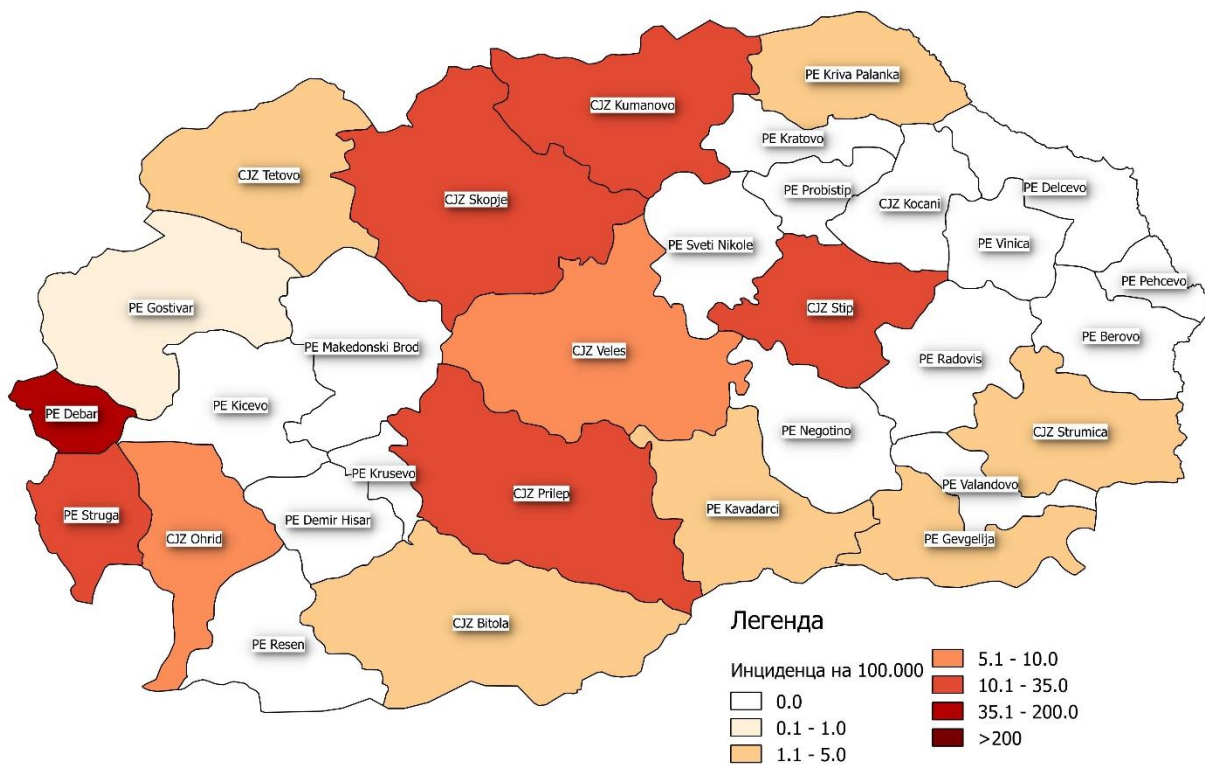 PE Kriva Palanka
CJZ Kumanovo
PE Kratovo
CJZ Tetovo
CJZ Skopje
PE Probistip
PE Delcevo
CJZ Kocani
PE Sveti Nikole
PE Vinica
PE Pehcevo
PE Gostivar
CJZ Stip
PE Makedonski Brod
CJZ Veles
PE Berovo
PE Radovis
PE Debar
PE Kicevo
PE Negotino
CJZ Strumica
PE Krusevo
PE Valandovo
CJZ Prilep
PE Kavadarci
PE Struga
PE Demir Hisar
CJZ Ohrid
PE Gevgelija
CJZ Bitola
PE Resen
Легенда
Инциденца на 100.000
0.0
0.1 - 1.0
1.1 - 5.0
5.1 - 10.0
10.1 - 35.0
35.1 - 200.0
>200